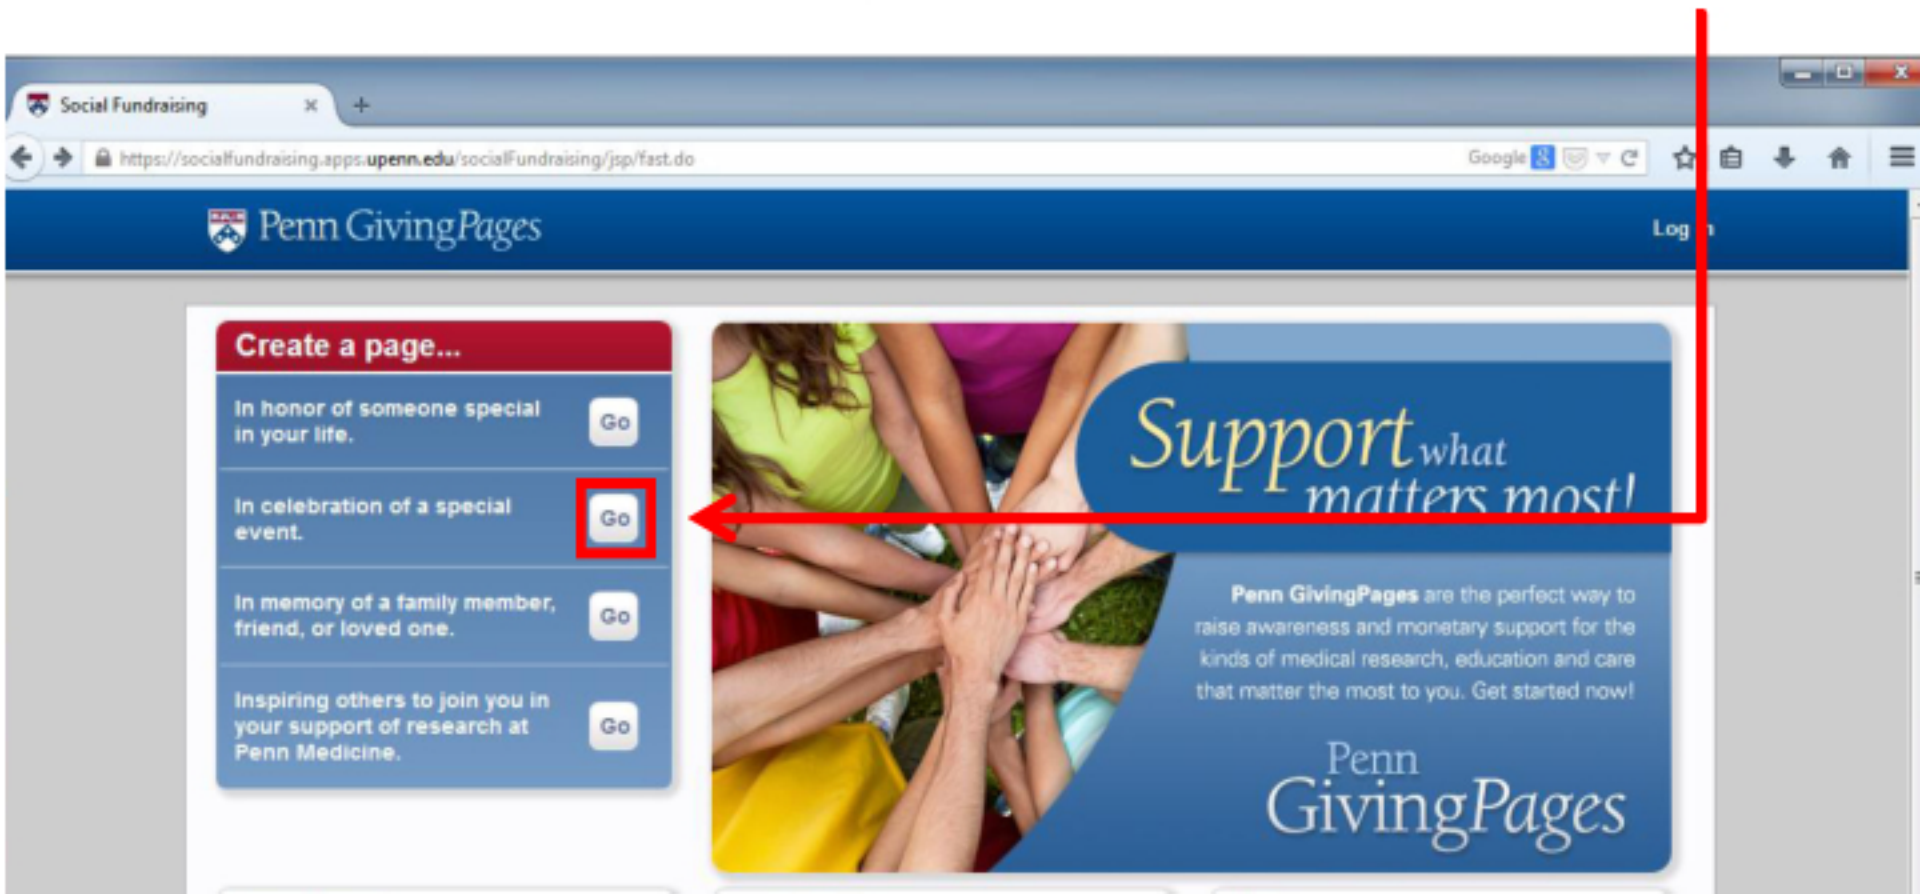 Social Fundraising
https://socialfundraising.apps.upenn.edu/socialFundraising/jsp/fast.do
Google
Penn GivingPages
Log
Create a page...
In honor of someone special
in your life.
Go
In celebration of a special
event.
Go
In memory of a family member,
friend, or loved one.
Go
Inspiring others to join you in
your support of research at
Penn Medicine.
Go
Support what
matters most!
Penn GivingPages are the perfect way to
raise awareness and monetary support for the
kinds of medical research, education and care
that matter the most to you. Get started now!
Penn
GivingPages